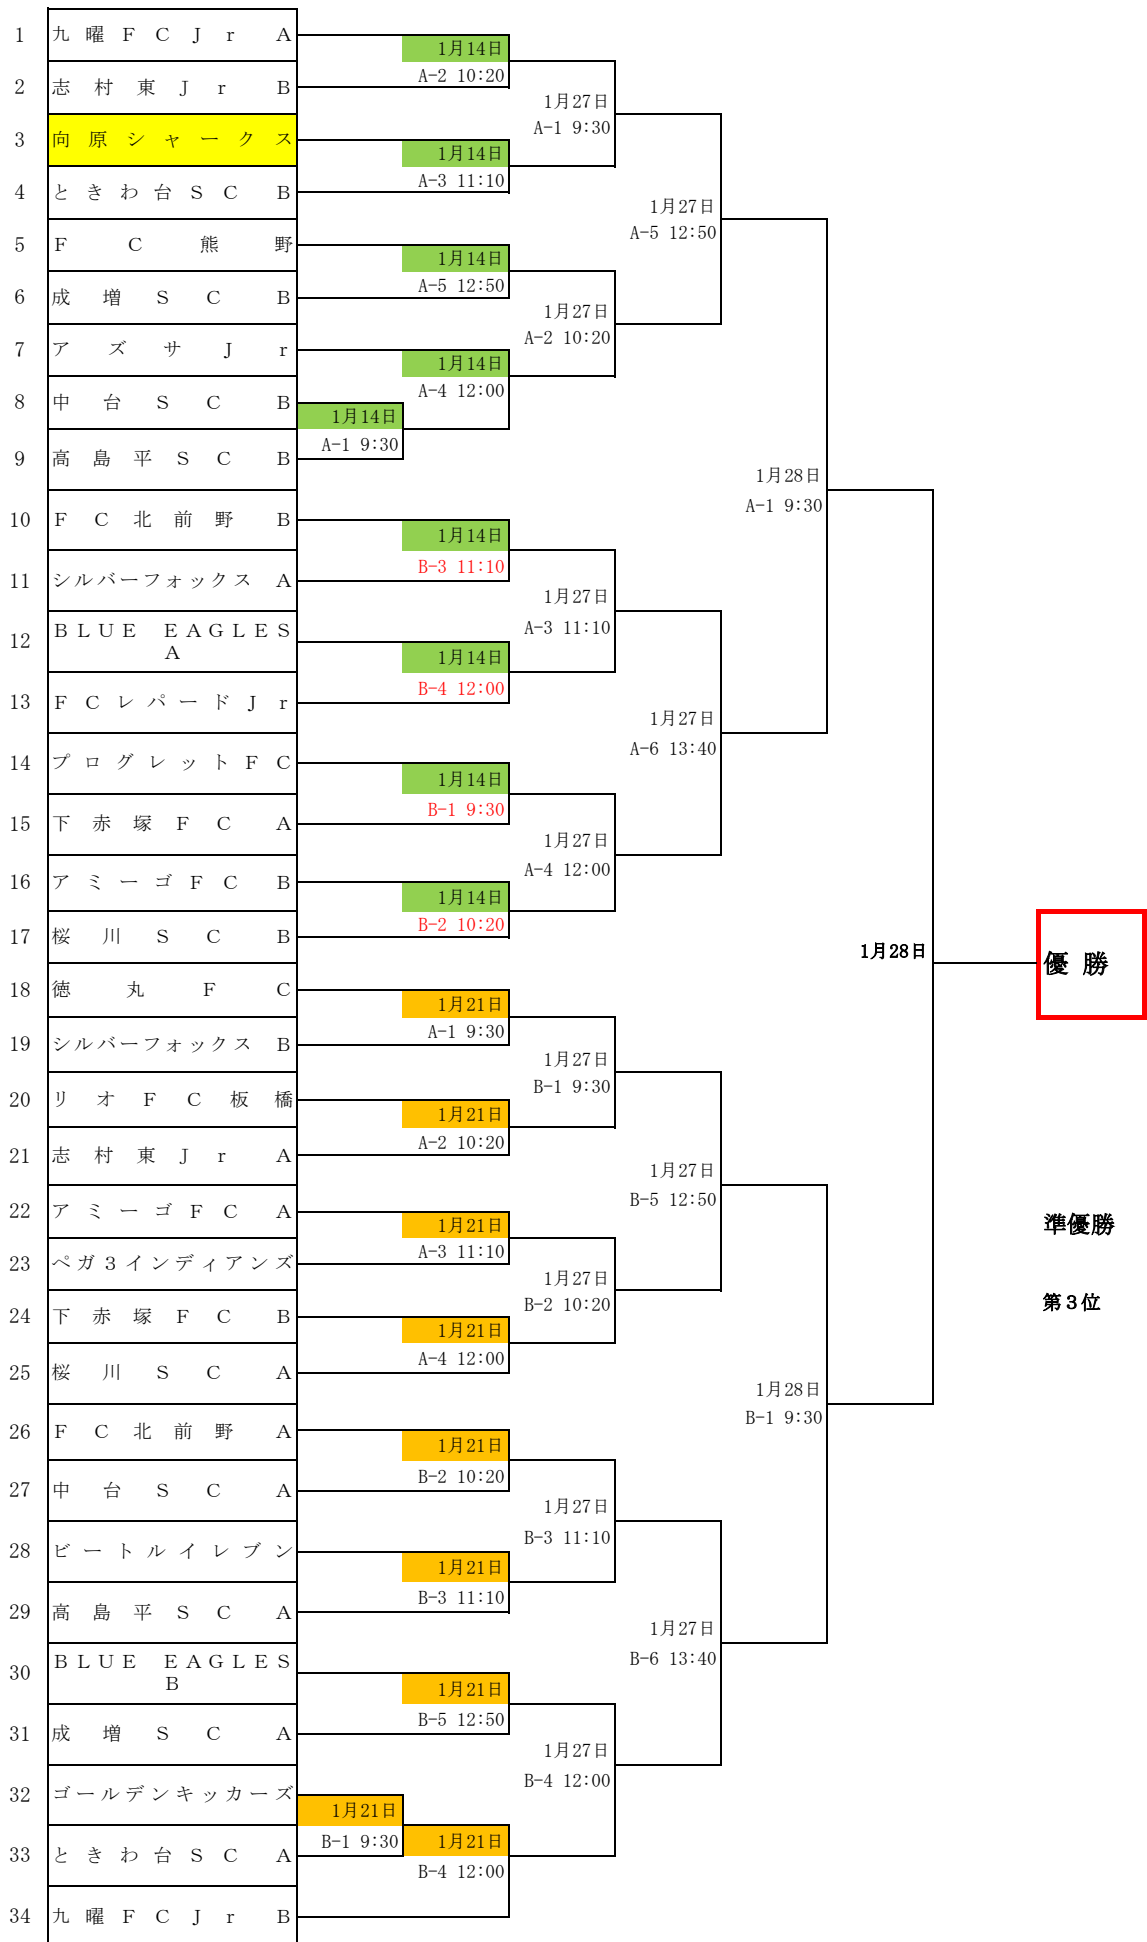 1 九曜FCJr A
1月14日
A-2 10:20
2 志村東Jr B
1月27日
A-1 9:30
3 向原シャークス
1月14日
A-3 11:10
4 ときわ台SC B
1月27日
A-5 12:50
5 FC熊野
1月14日
A-5 12:50
6 成増SC B
1月27日
A-2 10:20
7 アズサJr
1月14日
A-4 12:00
8 中台SC B
1月14日
A-1 9:30
9 高島平SC B
1月28日
A-1 9:30
10 FC北前野 B
1月14日
B-3 11:10
11 シルバーフォックス A
1月27日
A-3 11:10
12 BLUE EAGLES
A
1月14日
B-4 12:00
13 FCレパードJr
1月27日
A-6 13:40
14 プログレットFC
1月14日
B-1 9:30
15 下赤塚FC A
1月27日
A-4 12:00
16 アミーゴFC B
1月14日
B-2 10:20
17 桜川SC B
1月28日
優 勝
18 徳丸FC
1月21日
A-1 9:30
19 シルバーフォックス B
1月27日
B-1 9:30
20 リオFC板橋
1月21日
A-2 10:20
21 志村東Jr A
1月27日
B-5 12:50
22 アミーゴFC A
1月21日
A-3 11:10
準優勝
23 ペガ3インディアンズ
1月27日
B-2 10:20
第3位
24 下赤塚FC B
1月21日
A-4 12:00
25 桜川SC A
1月28日
B-1 9:30
26 FC北前野 A
1月21日
B-2 10:20
27 中台SC A
1月27日
B-3 11:10
28 ビートルイレブン
1月21日
B-3 11:10
29 高島平SC A
1月27日
B-6 13:40
30 BLUE EAGLES
B
1月21日
B-5 12:50
31 成増SC A
1月27日
B-4 12:00
32 ゴールデンキッカーズ
1月21日
B-1 9:30
33 ときわ台SC A
1月21日
B-4 12:00
34 九曜FCJr B